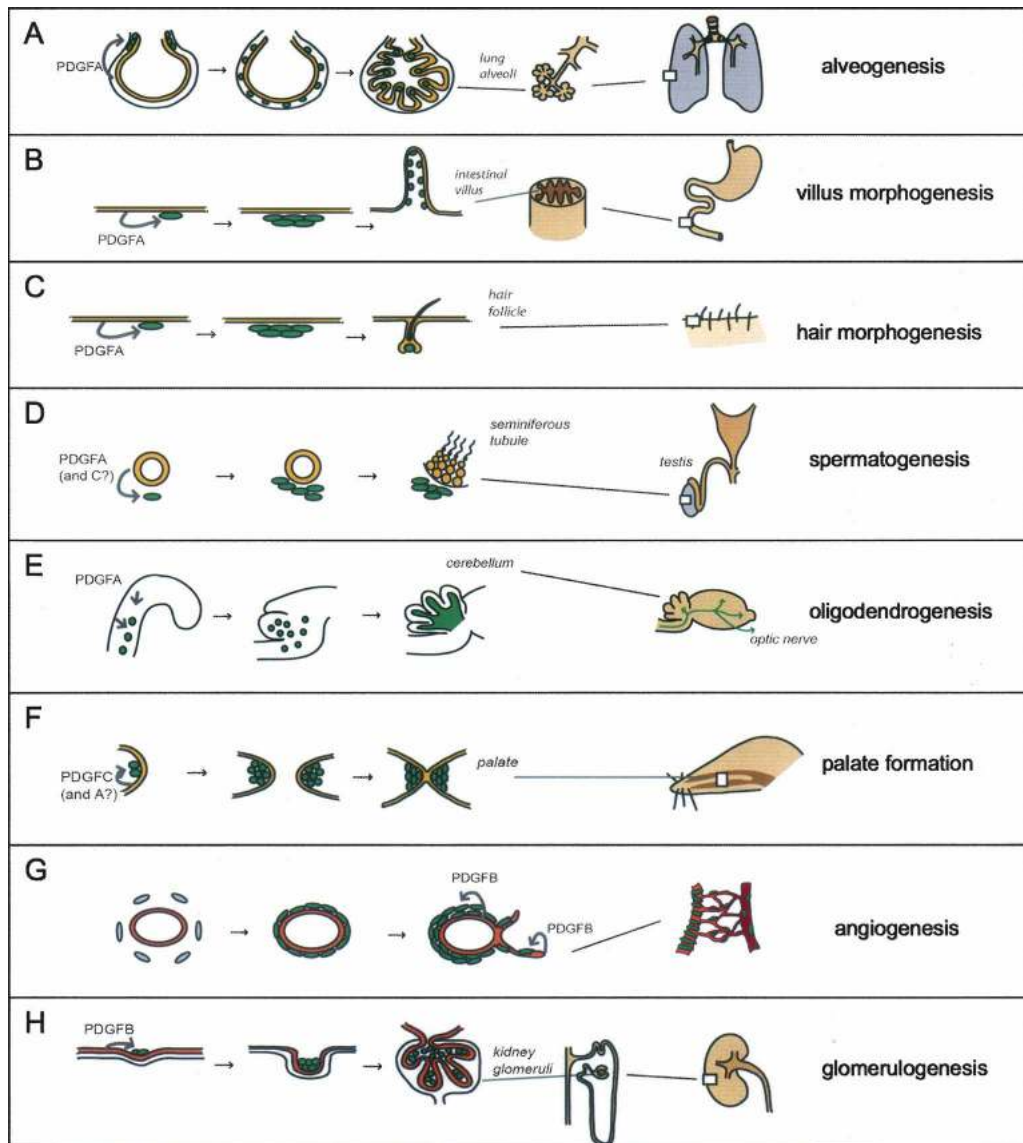 A
PDGFA
lung
alveoli
alveogenesis
B
PDGFA
intestinal
villus
villus morphogenesis
C
PDGFA
hair
follicle
hair morphogenesis
D
PDGFA
(and C?)
seminiferous
tubule
testis
spermatogenesis
E
PDGFA
cerebellum
optic nerve
oligodendrogenesis
F
PDGFC
(and A?)
palate
palate formation
G
PDGFB
PDGFB
angiogenesis
H
PDGFB
kidney
glomeruli
glomerulogenesis